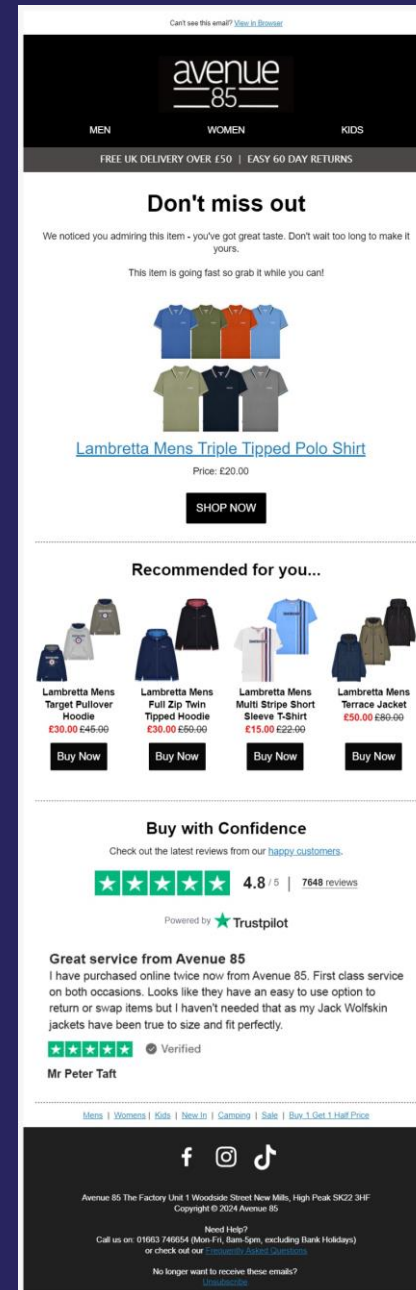 Can't see this email? View in Browser
avenue
85
MEN WOMEN KIDS
FREE UK DELIVERY OVER £50 | EASY 60 DAY RETURNS
Don't miss out
We noticed you admiring this item - you've got great taste. Don't wait too long to make it
yours.
This item is going fast so grab it while you can!
Lambretta Mens Triple Tipped Polo Shirt
Price: £20.00
SHOP NOW
Recommended for you...
Lambretta Mens
Target Pullover
Hoodie
£30.00 £45.00
Buy Now
Lambretta Mens
Full Zip Twin
Tipped Hoodie
£30.00 £50.00
Buy Now
Lambretta Mens
Multi Stripe Short
Sleeve T-Shirt
£15.00 £22.00
Buy Now
Lambretta Mens
Terrace Jacket
£50.00 £80.00
Buy Now
Buy with Confidence
Check out the latest reviews from our happy customers.
4.8 / 5 | 7648 reviews
Powered by Trustpilot
Great service from Avenue 85
I have purchased online twice now from Avenue 85. First class service
on both occasions. Looks like they have an easy to use option to
return or swap items but I haven't needed that as my Jack Wolfskin
jackets have been true to size and fit perfectly.
Verified
Mr Peter Taft
Mens | Womens | Kids | New In | Camping | Sale | Buy 1 Get 1 Half Price
Avenue 85 The Factory Unit 1 Woodside Street New Mills, High Peak SK22 3HF
Copyright © 2024 Avenue 85
Need Help?
Call us on: 01663 746654 (Mon-Fri, 8am-5pm, excluding Bank Holidays)
or check out our Frequently Asked Questions
No longer want to receive these emails?
Unsubscribe